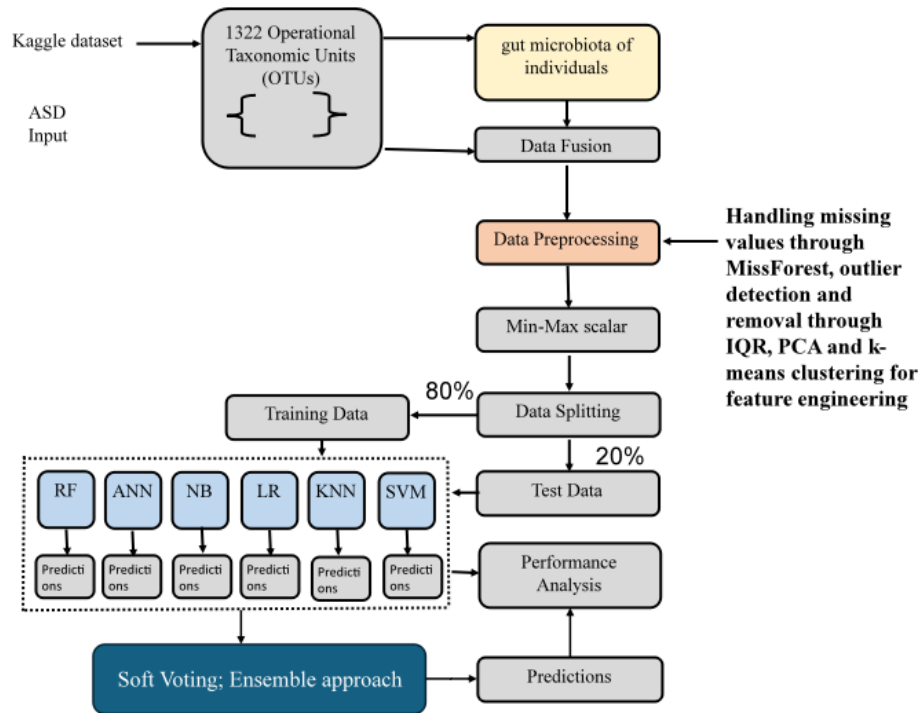 Kaggle dataset
1322 Operational
Taxonomic Units
(OTUs)
gut microbiota of
individuals
ASD
Input
Data Fusion
Data Preprocessing
Handling missing
values through
MissForest, outlier
detection and
removal through
IQR, PCA and k-
means clustering for
feature engineering
Min-Max scalar
Data Splitting
80%
Training Data
20%
Test Data
RF
ANN
NB
LR
KNN
SVM
Predicti
ons
Predicti
ons
Predicti
ons
Predicti
ons
Predicti
ons
Predicti
ons
Performance
Analysis
Soft Voting; Ensemble approach
Predictions